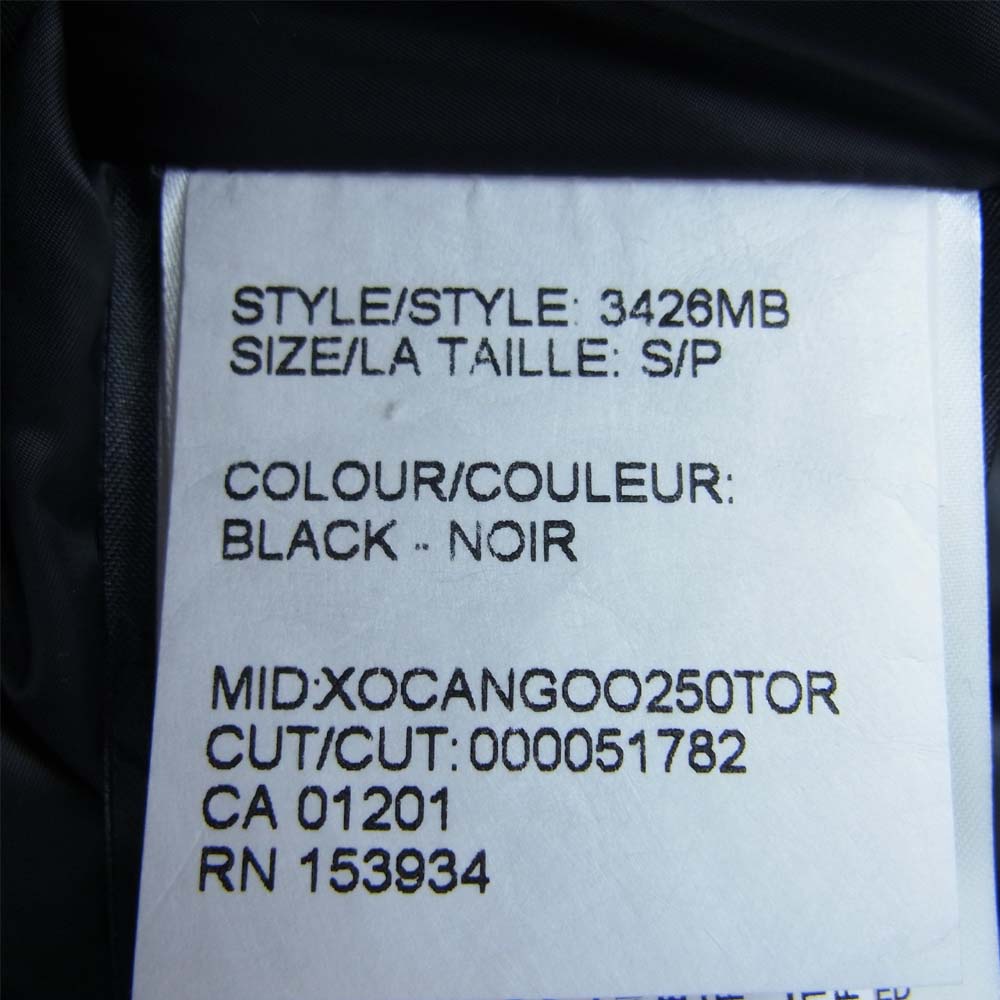 STYLE/STYLE: 3426MB
SIZE/LA TAILLE: S/P
COLOUR/COULEUR:
BLACK - NOIR
MID:XOCANGOO250TOR
CUT/CUT:000051782
CA 01201
RN 153934